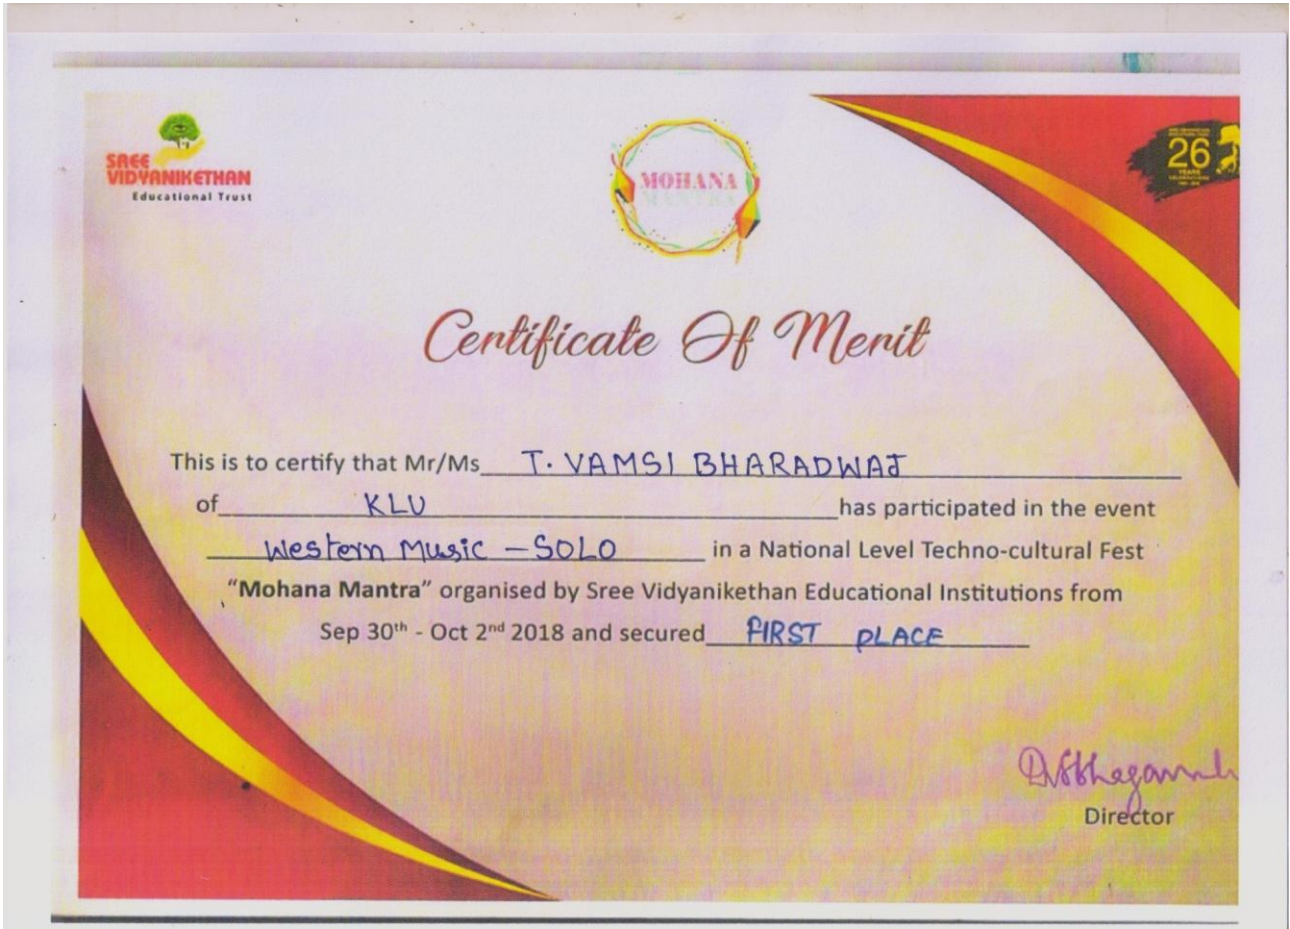 SREE
VIDYANIKETHAN
Educational Trust
MOHANA
MANTRA
26
YEARS
Certificate Of Merit
This is to certify that Mr/Ms T. VAMSI BHARADWAJ
of KLU has participated in the event
Western Music - SOLO in a National Level Techno-cultural Fest
“Mohana Mantra” organised by Sree Vidyanikethan Educational Institutions from
Sep 30th - Oct 2nd 2018 and secured FIRST PLACE
Director